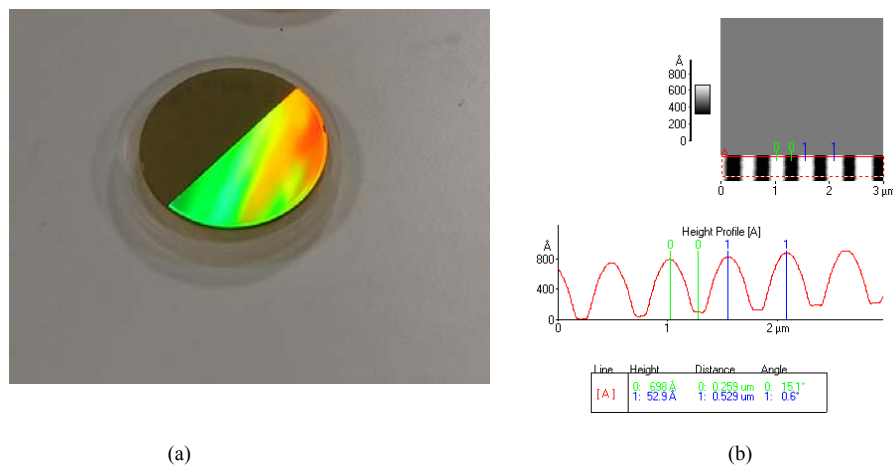 Å
800
600
400
200
0
A 0 0 1 1
0 1 2 3 µm
Height Profile [A]
Å
0 0 1 1
800
400
0
0 1 2 µm
Line Height Distance Angle
[A] 0: 698 Å 0: 0.259 um 0: 15.1°
1: 52.9 Å 1: 0.529 um 1: 0.6°
(a) (b)